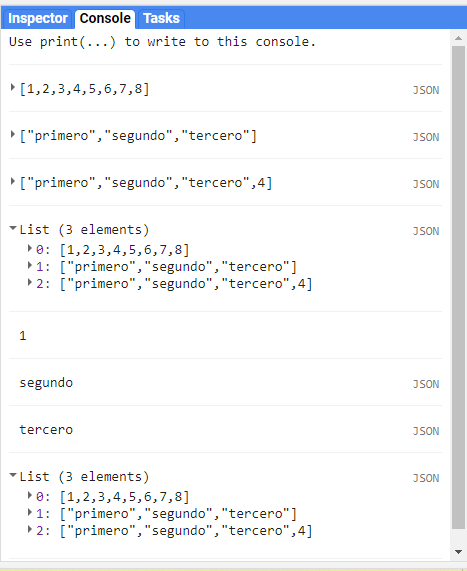 Inspector Console Tasks
Use print(...) to write to this console.
[1,2,3,4,5,6,7,8] JSON
["primero","segundo","tercero"] JSON
["primero","segundo","tercero",4] JSON
List (3 elements) JSON
0: [1,2,3,4,5,6,7,8]
1: ["primero","segundo","tercero"]
2: ["primero","segundo","tercero",4]
1
segundo JSON
tercero JSON
List (3 elements) JSON
0: [1,2,3,4,5,6,7,8]
1: ["primero","segundo","tercero"]
2: ["primero","segundo","tercero",4]